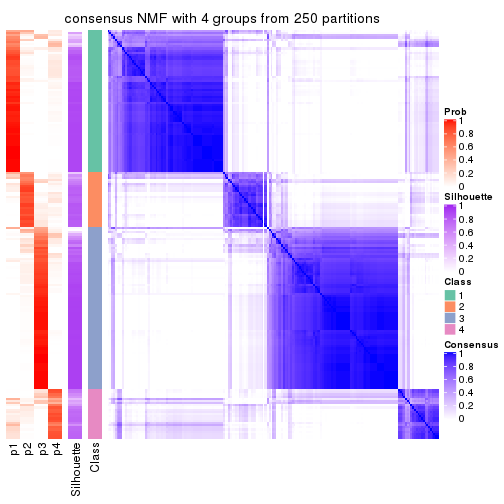 consensus NMF with 4 groups from 250 partitions
Prob
1
0.8
0.6
0.4
0.2
0
Silhouette
1
0.8
0.6
0.4
0.2
0
Class
1
2
3
4
Consensus
1
0.8
0.6
0.4
0.2
0
p1
p2
p3
p4
Silhouette
Class